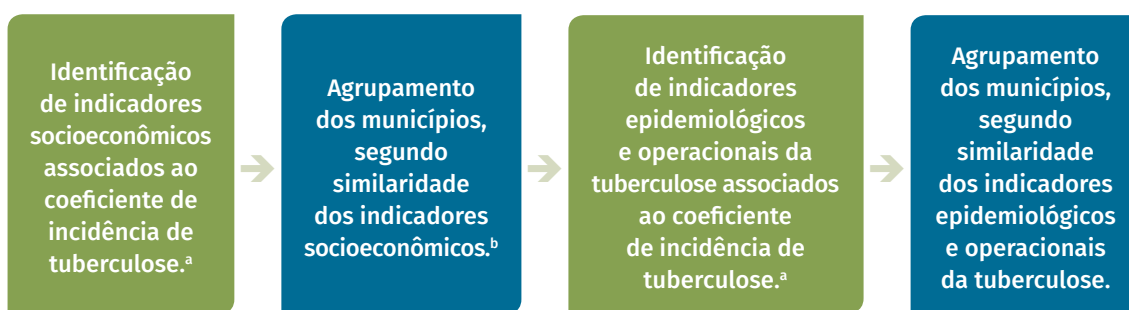 Identificação
de indicadores
socioeconômicos
associados ao
coeficiente de
incidência de
tuberculose.ᵃ
Agrupamento
dos municípios,
segundo
similaridade
dos indicadores
socioeconômicos.ᵇ
Identificação
de indicadores
epidemiológicos
e operacionais da
tuberculose associados
ao coeficiente
de incidência de
tuberculose.ᵃ
Agrupamento
dos municípios,
segundo
similaridade
dos indicadores
epidemiológicos
e operacionais
da tuberculose.